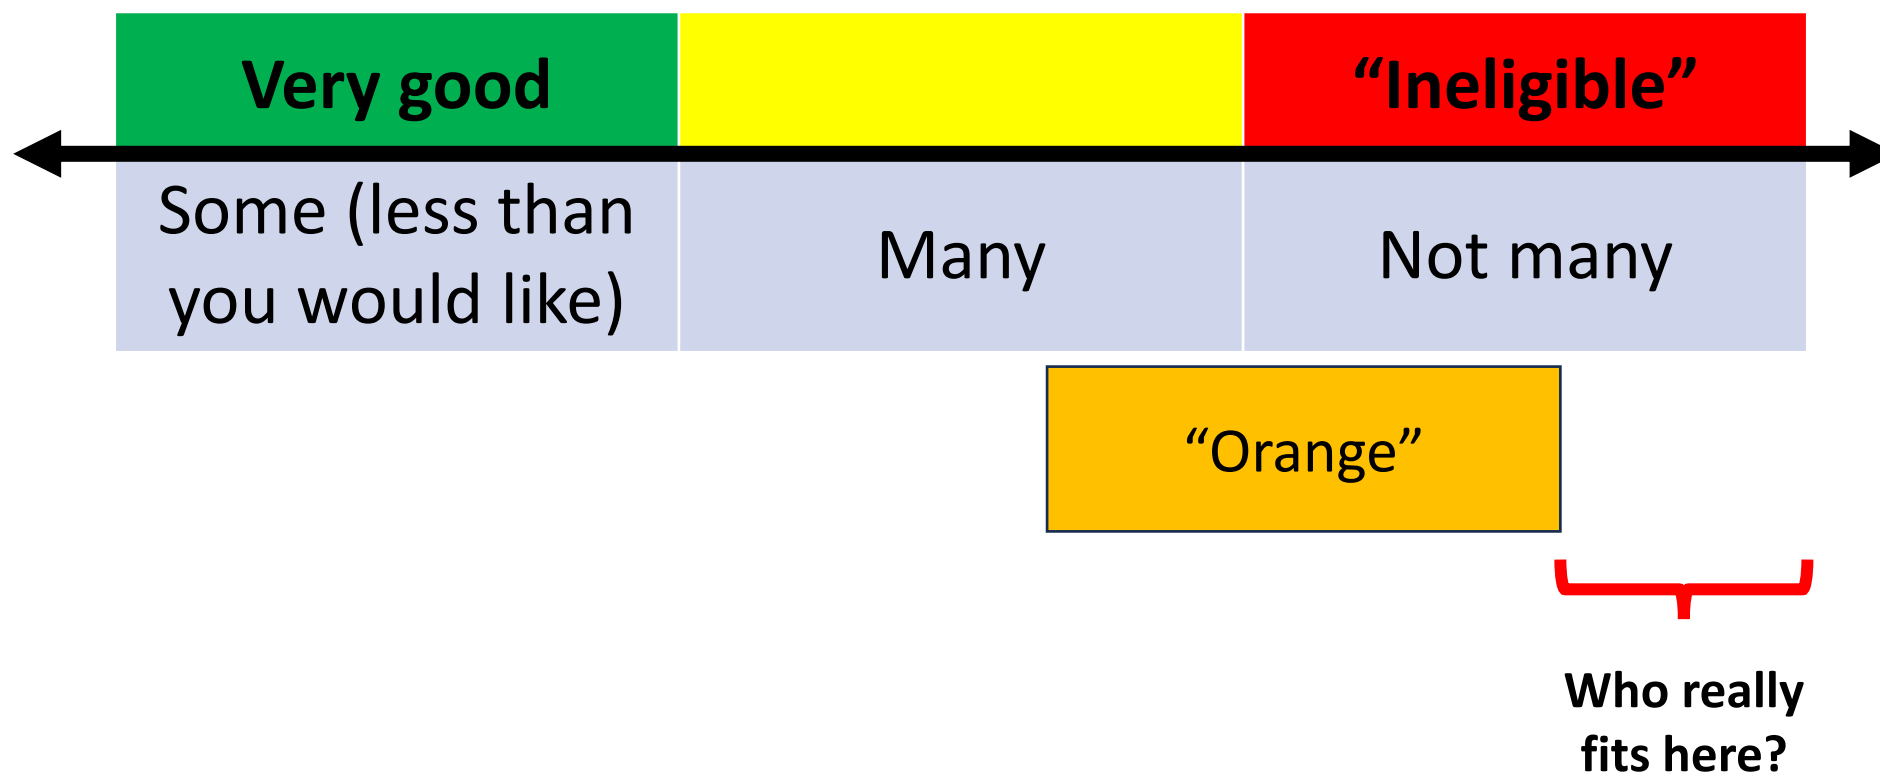 Very good
“Ineligible”
Some (less than
you would like)
Many
Not many
“Orange”
Who really
fits here?